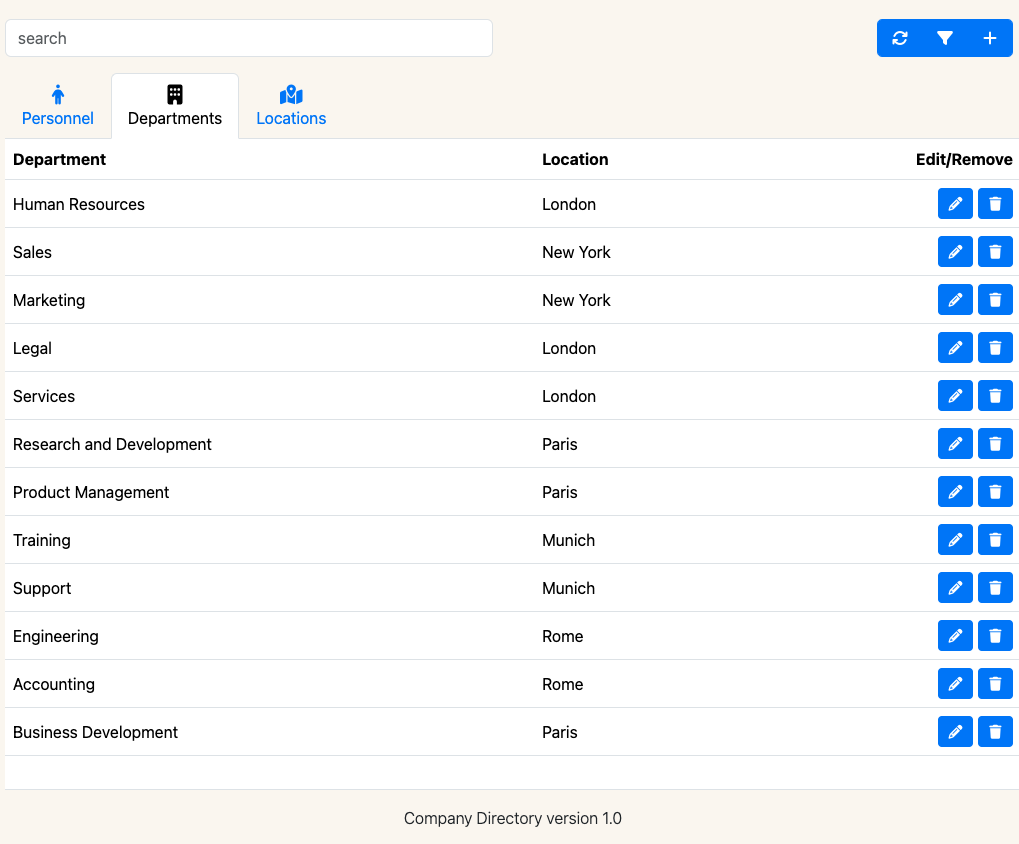 search
Personnel Departments Locations
Department Location Edit/Remove
Human Resources London
Sales New York
Marketing New York
Legal London
Services London
Research and Development Paris
Product Management Paris
Training Munich
Support Munich
Engineering Rome
Accounting Rome
Business Development Paris
Company Directory version 1.0